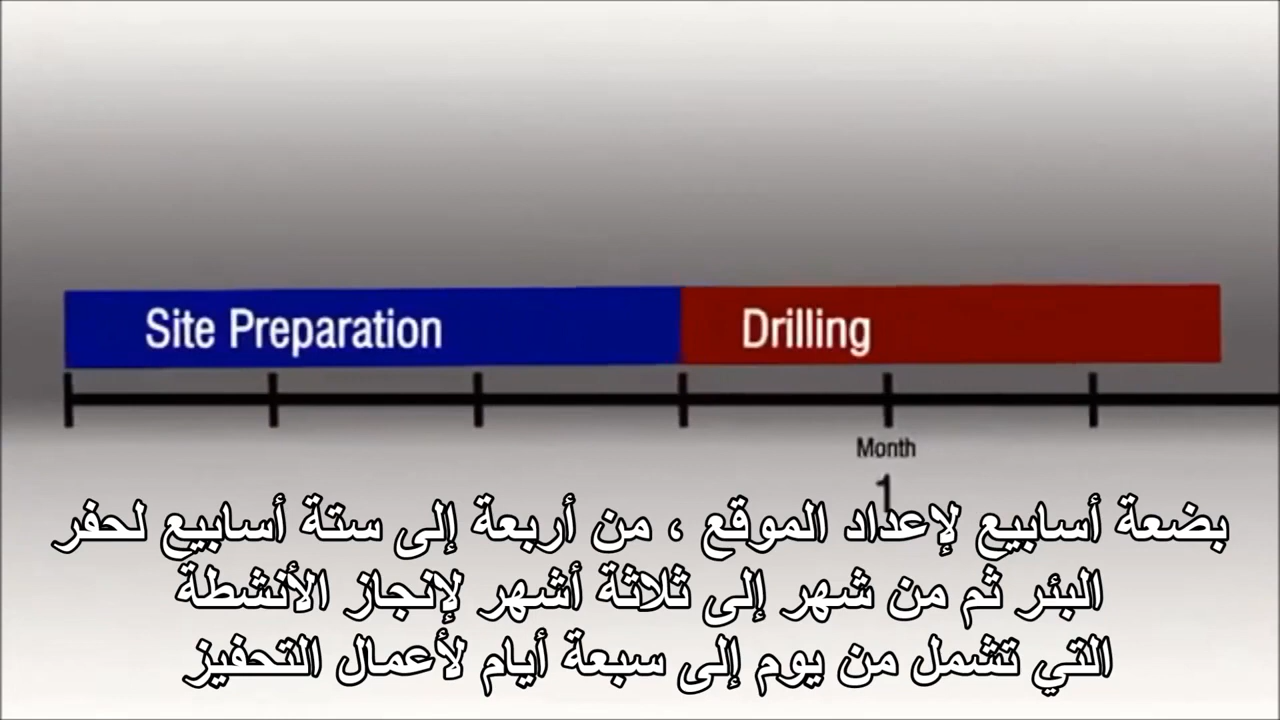 Site Preparation
Drilling
Month
1
بضعة أسابيع لإعداد الموقع ، من أربعة إلى ستة أسابيع لحفر
البئر ثم من شهر إلى ثلاثة أشهر لإنجاز الأنشطة
التي تشمل من يوم إلى سبعة أيام لأعمال التحفيز